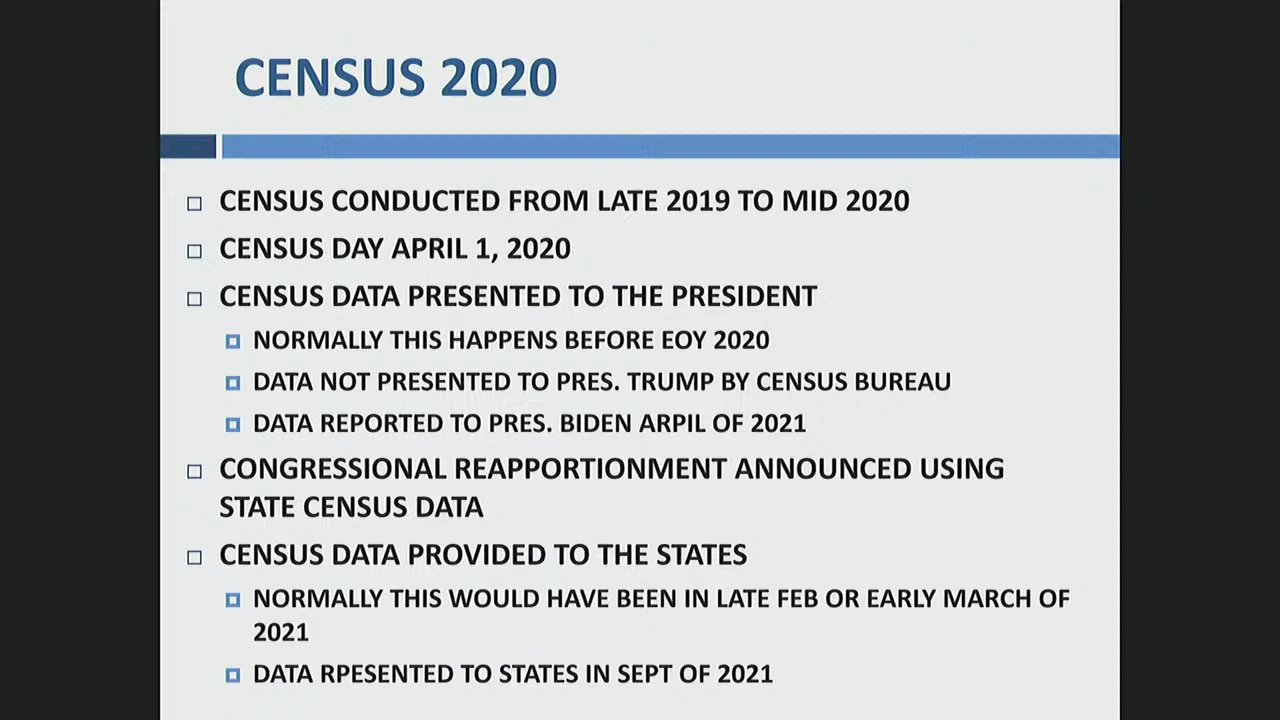 CENSUS 2020
CENSUS CONDUCTED FROM LATE 2019 TO MID 2020
CENSUS DAY APRIL 1, 2020
CENSUS DATA PRESENTED TO THE PRESIDENT
NORMALLY THIS HAPPENS BEFORE EOY 2020
DATA NOT PRESENTED TO PRES. TRUMP BY CENSUS BUREAU
DATA REPORTED TO PRES. BIDEN ARPIL OF 2021
CONGRESSIONAL REAPPORTIONMENT ANNOUNCED USING
STATE CENSUS DATA
CENSUS DATA PROVIDED TO THE STATES
NORMALLY THIS WOULD HAVE BEEN IN LATE FEB OR EARLY MARCH OF
2021
DATA RPESENTED TO STATES IN SEPT OF 2021